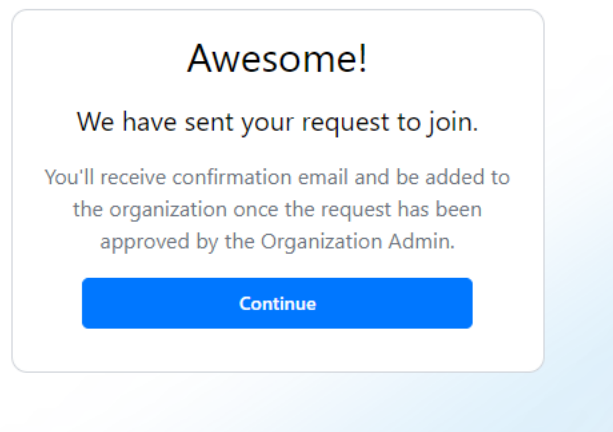 Awesome!
We have sent your request to join.
You'll receive confirmation email and be added to
the organization once the request has been
approved by the Organization Admin.
Continue